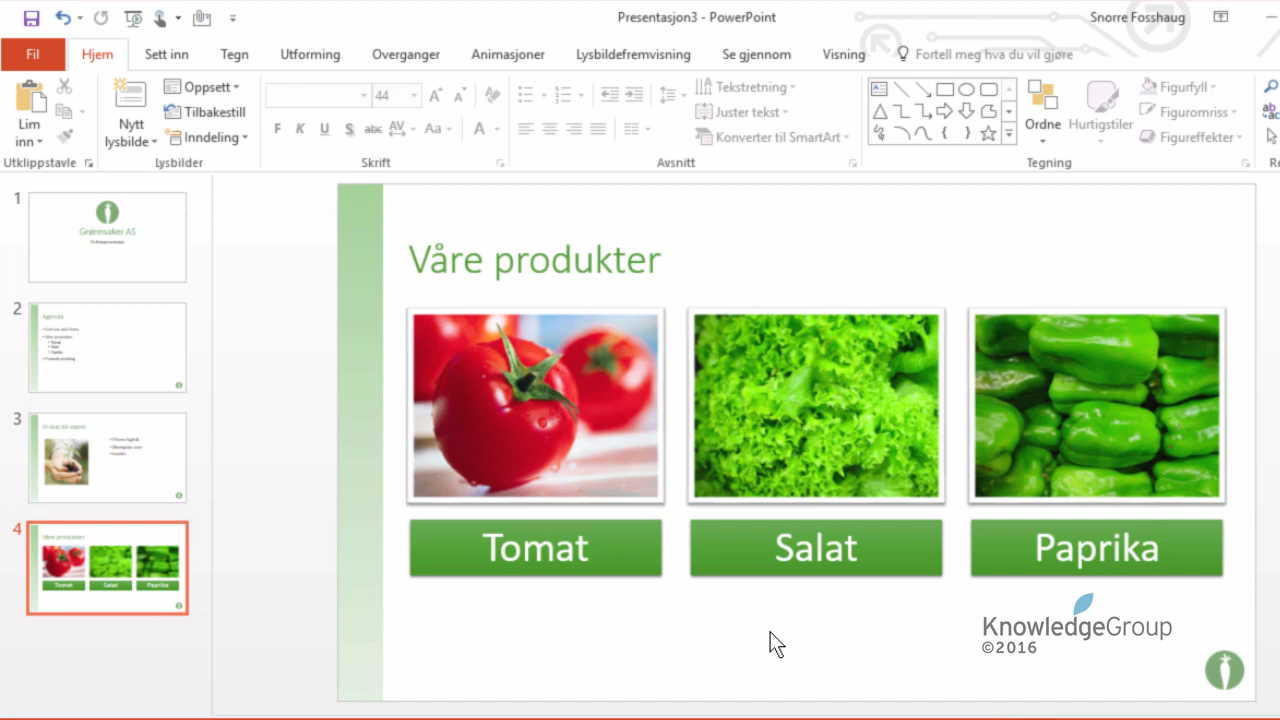 Presentasjon3 - PowerPoint
Snorre Fosshaug
Fil Hjem Sett inn Tegn Utforming Overganger Animasjoner Lysbildefremvisning Se gjennom Visning Fortell meg hva du vil gjøre
Lim inn
Nytt lysbilde
Oppsett
Tilbakestill
Inndeling
44
F K U S abc AV Aa A
Tekstretning
Juster tekst
Konverter til SmartArt
Ordne
Hurtigstiler
Figurfyll
Figuromriss
Figureffekter
Utklippstavle Lysbilder Skrift Avsnitt Tegning
1
Grønnsaker AS
2
Agenda
3
Vi skal bli større
4
Våre produkter
Tomat Salat Paprika
Våre produkter
Tomat Salat Paprika
KnowledgeGroup
©2016